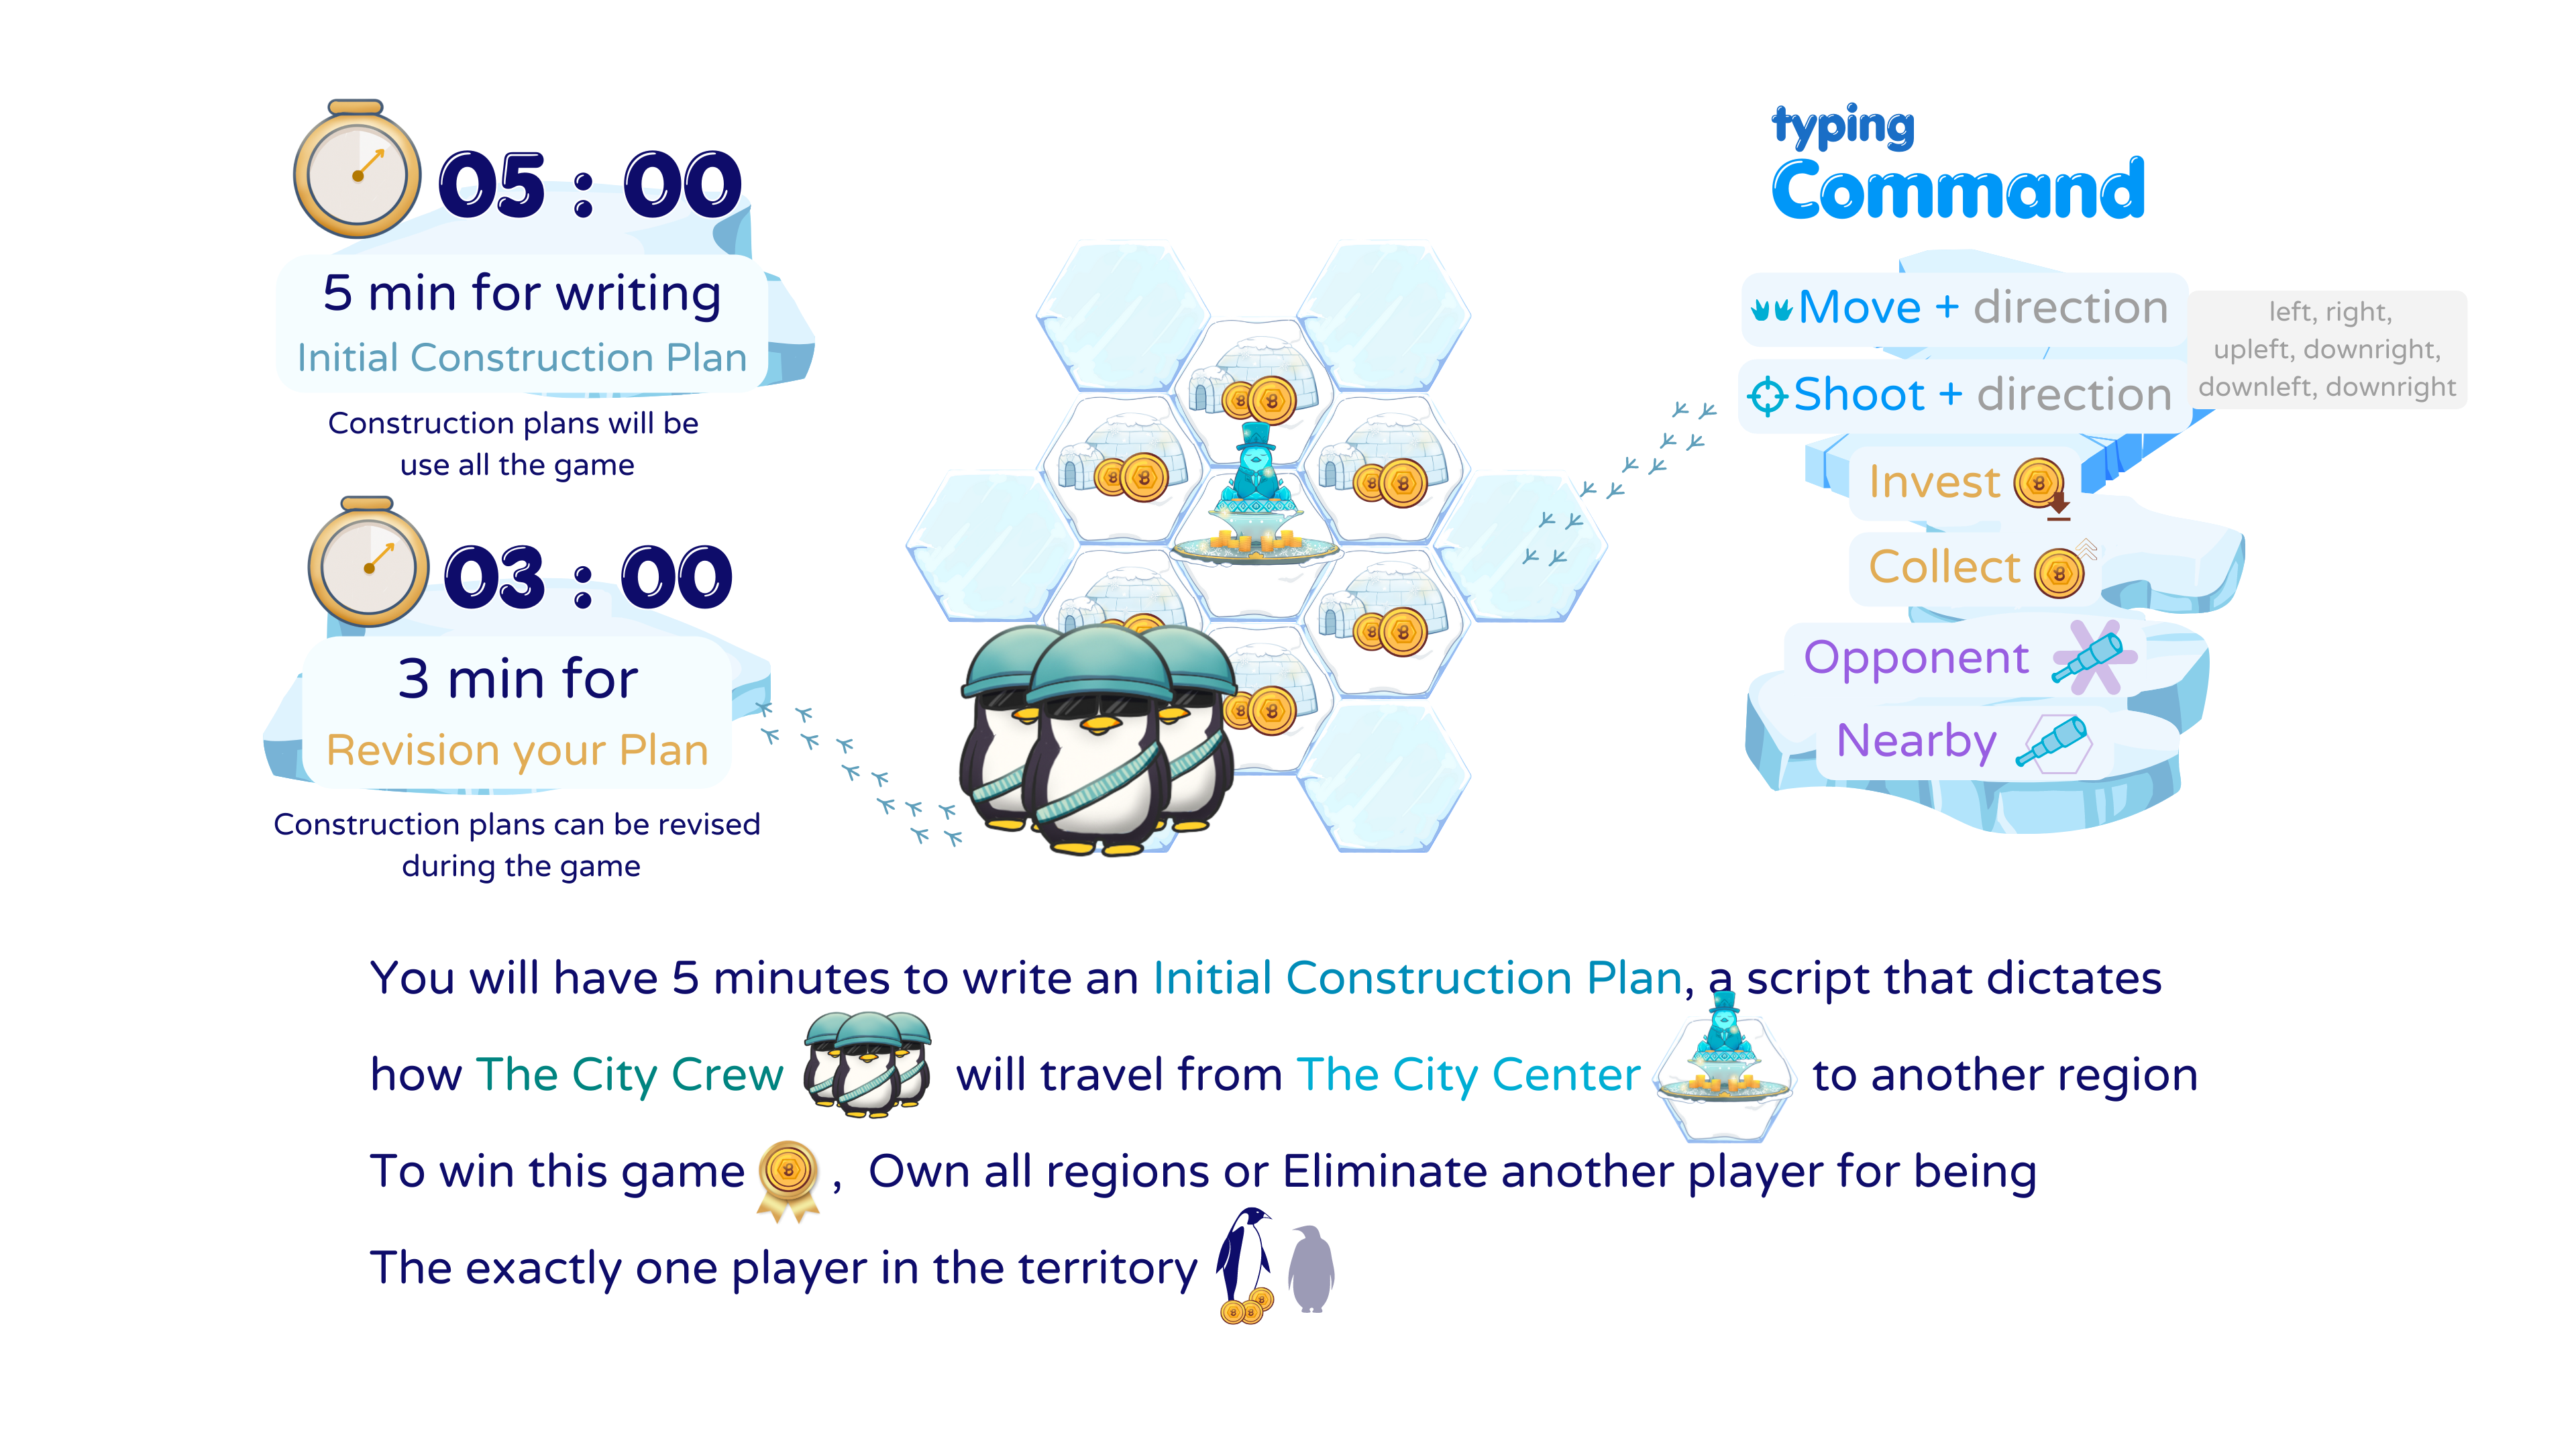 05 : 00
5 min for writing
Initial Construction Plan
Construction plans will be
use all the game
03 : 00
3 min for
Revision your Plan
Construction plans can be revised
during the game
typing
Command
Move + direction
Shoot + direction
left, right,
upleft, downright,
downleft, downright
Invest
Collect
Opponent
Nearby
You will have 5 minutes to write an Initial Construction Plan, a script that dictates
how The City Crew will travel from The City Center to another region
To win this game , Own all regions or Eliminate another player for being
The exactly one player in the territory